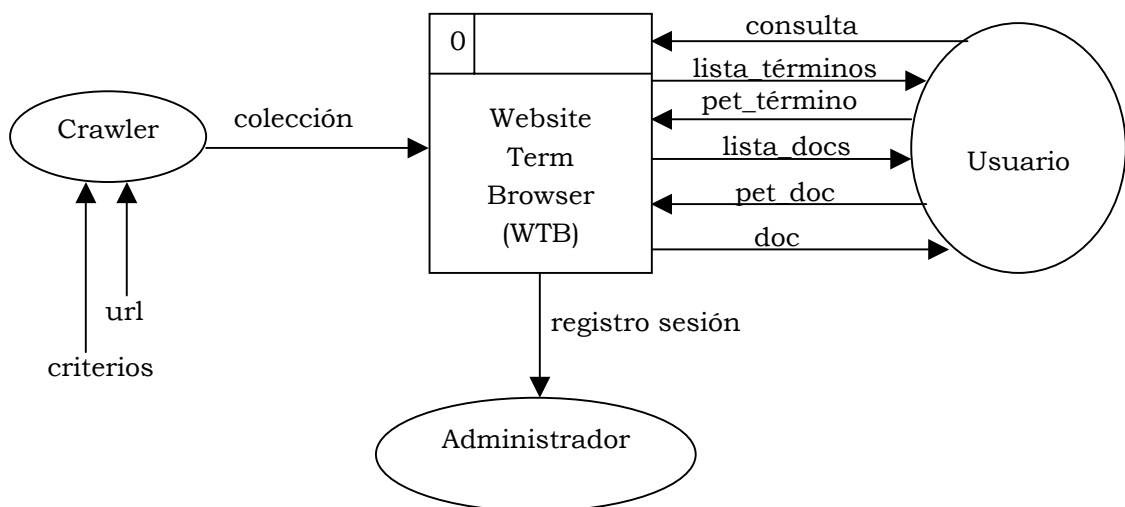 0
consulta
lista_términos
pet_término
lista_docs
pet_doc
doc
Crawler
colección
Website
Term
Browser
(WTB)
Usuario
url
criterios
registro sesión
Administrador